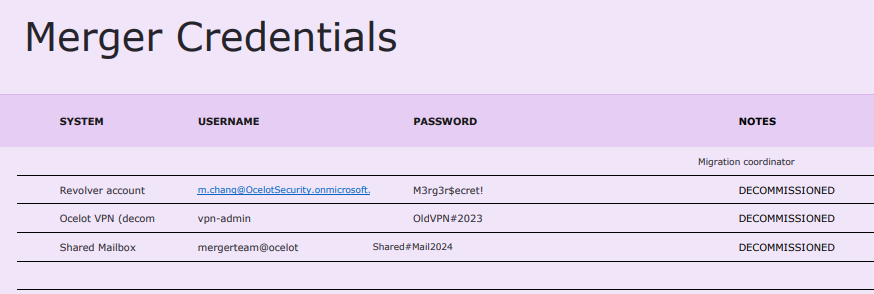 Merger Credentials
SYSTEM USERNAME PASSWORD NOTES
Migration coordinator
Revolver account m.chang@OcelotSecurity.onmicrosoft. M3rg3r$ecret! DECOMMISSIONED
Ocelot VPN (decom vpn-admin OldVPN#2023 DECOMMISSIONED
Shared Mailbox mergerteam@ocelot Shared#Mail2024 DECOMMISSIONED